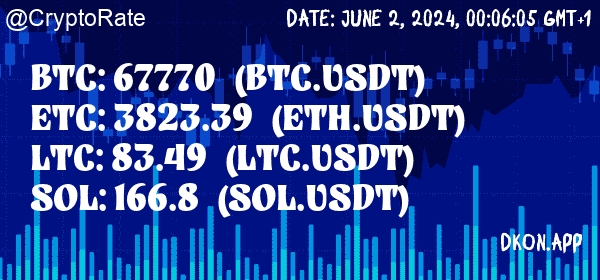 @CryptoRate
DATE: JUNE 2, 2024, 00:06:05 GMT+1
BTC: 67770 (BTC.USDT)
ETC: 3823.39 (ETH.USDT)
LTC: 83.49 (LTC.USDT)
SOL: 166.8 (SOL.USDT)
DKON.APP